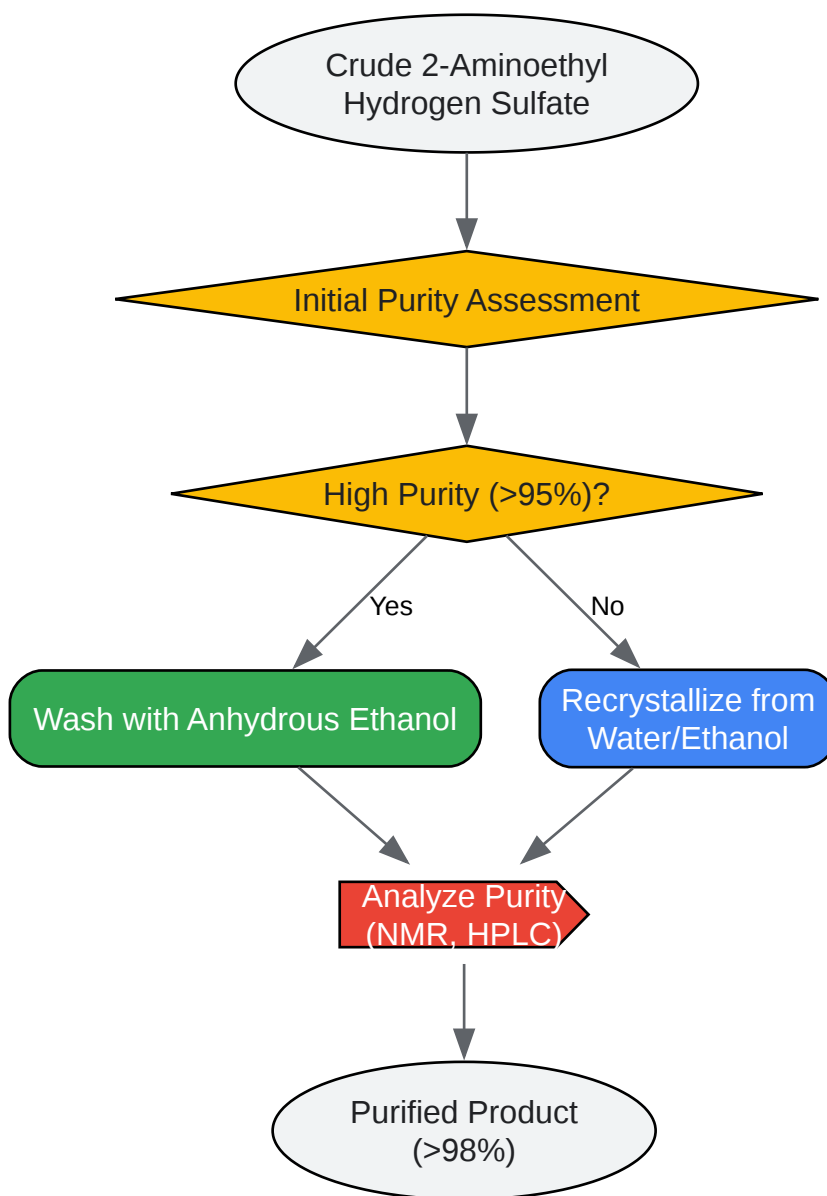 Crude 2-Aminoethyl
Hydrogen Sulfate
Initial Purity Assessment
High Purity (>95%)?
Yes
No
Wash with Anhydrous Ethanol
Recrystallize from
Water/Ethanol
Analyze Purity
(NMR, HPLC)
Purified Product
(>98%)